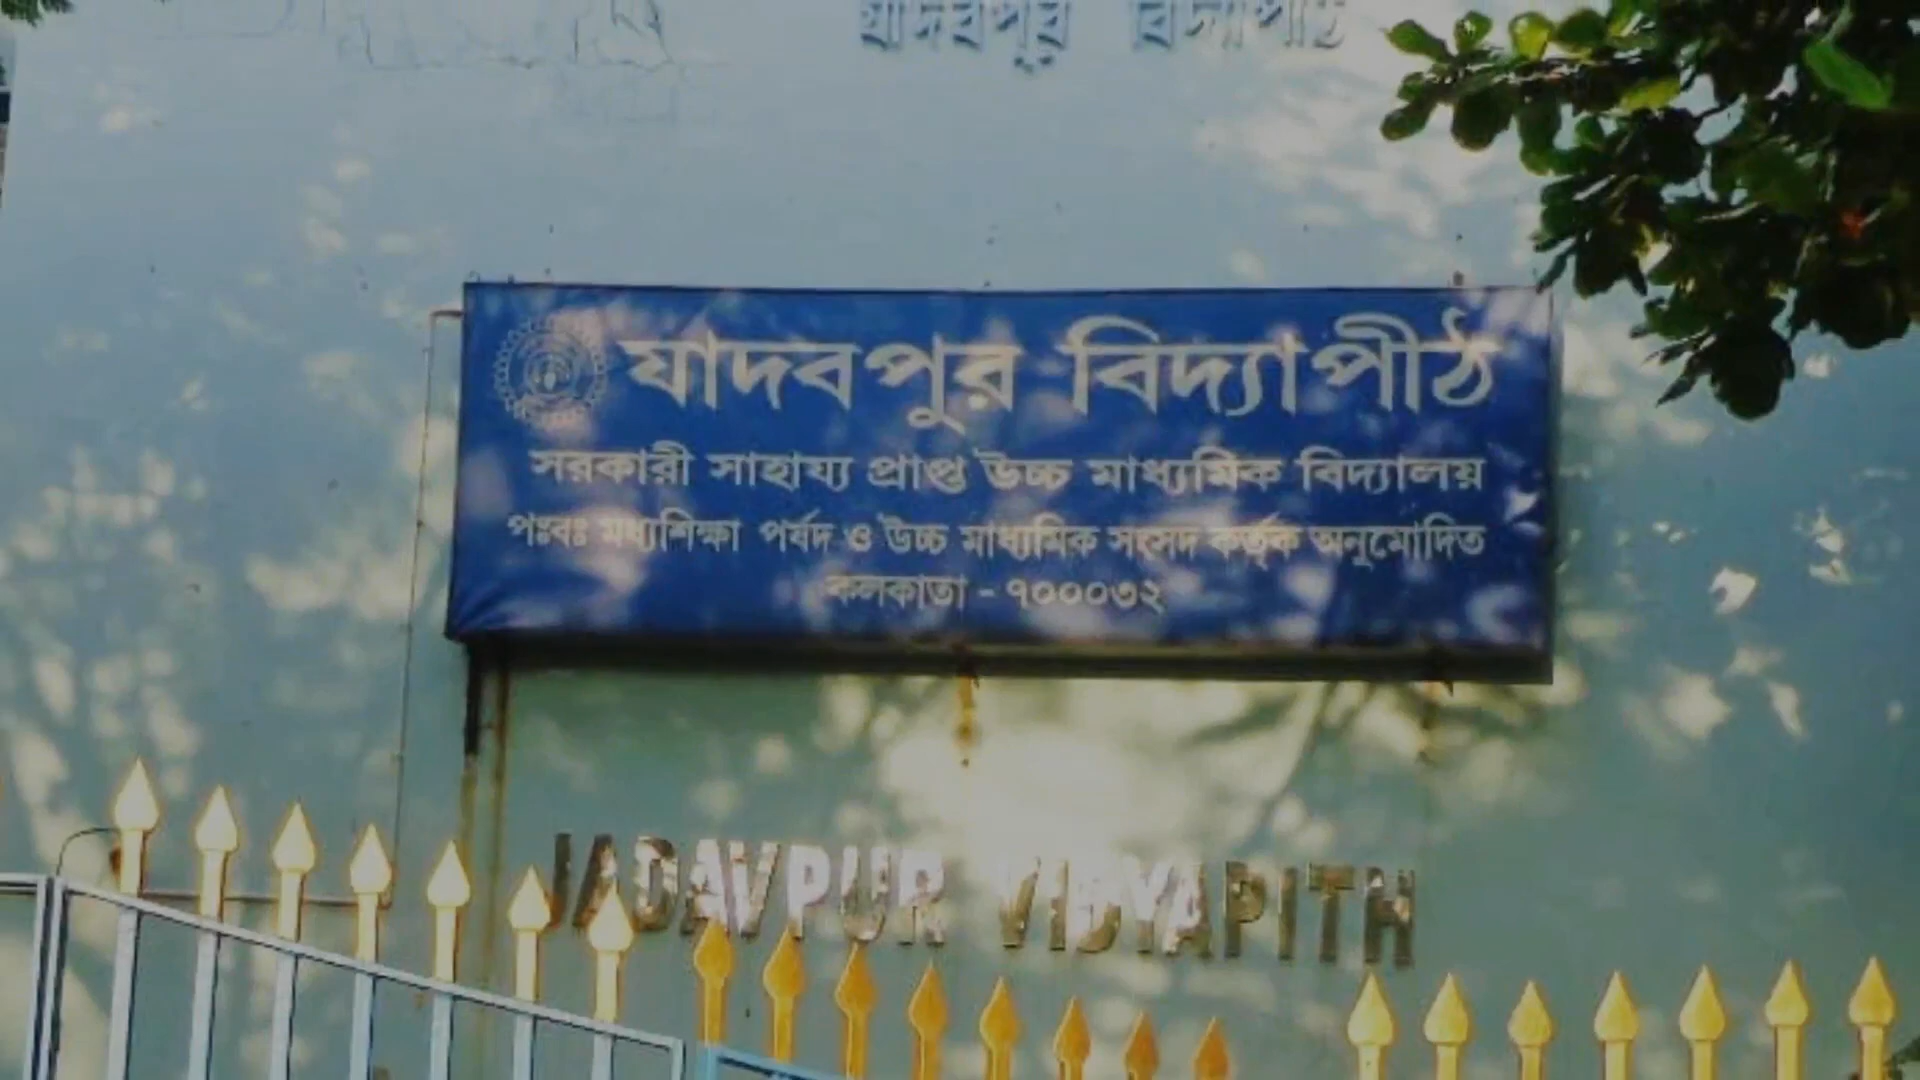 যাদবপুর বিদ্যাপীঠ
যাদবপুর বিদ্যাপীঠ
সরকারী সাহায্য প্রাপ্ত উচ্চ মাধ্যমিক বিদ্যালয়
পঃবঃ মধ্যশিক্ষা পর্ষদ ও উচ্চ মাধ্যমিক সংসদ কর্তৃক অনুমোদিত
কলকাতা - ৭০০০৩২
JADAVPUR VIDYAPITH